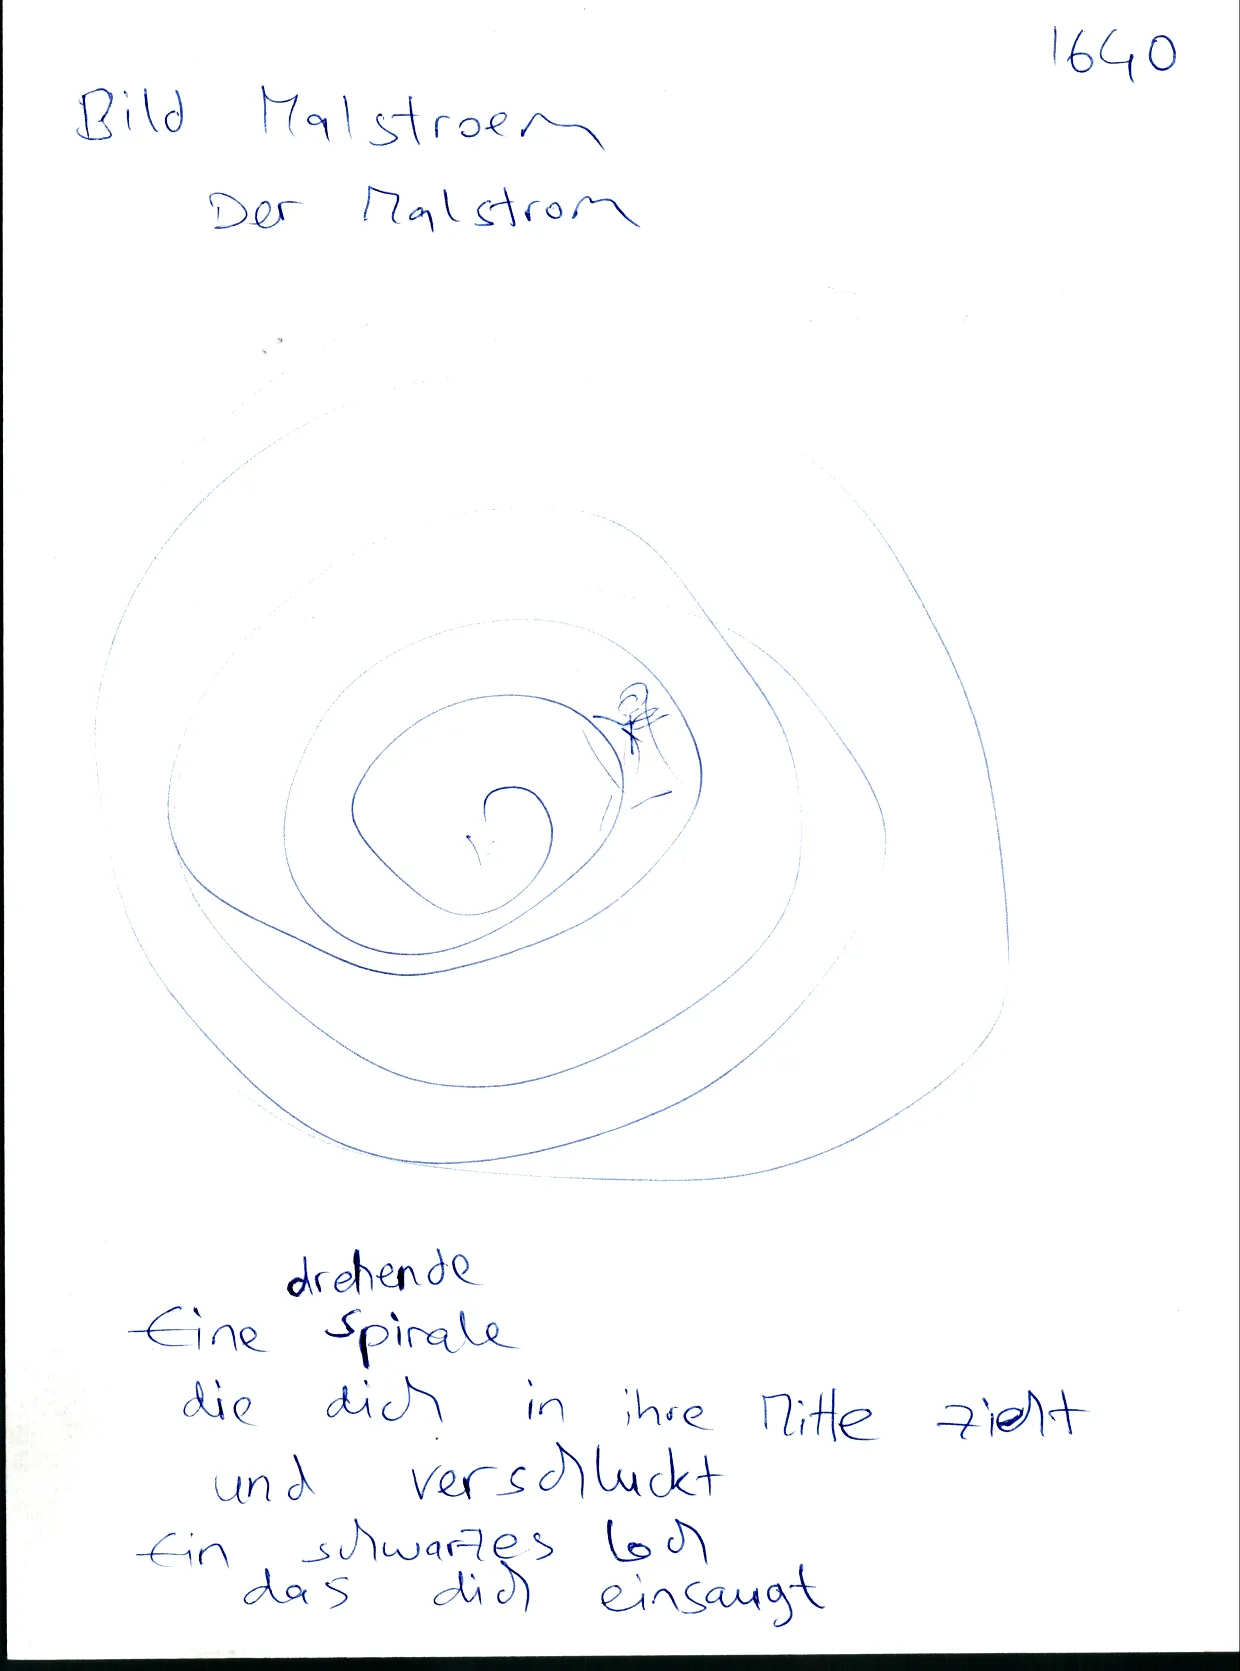 1640
Bild Malstroem
Der Malstrom
drehende
Eine Spirale
die dich in ihre Mitte zieht
und verschluckt
Ein schwarzes Loch
das dich einsaugt